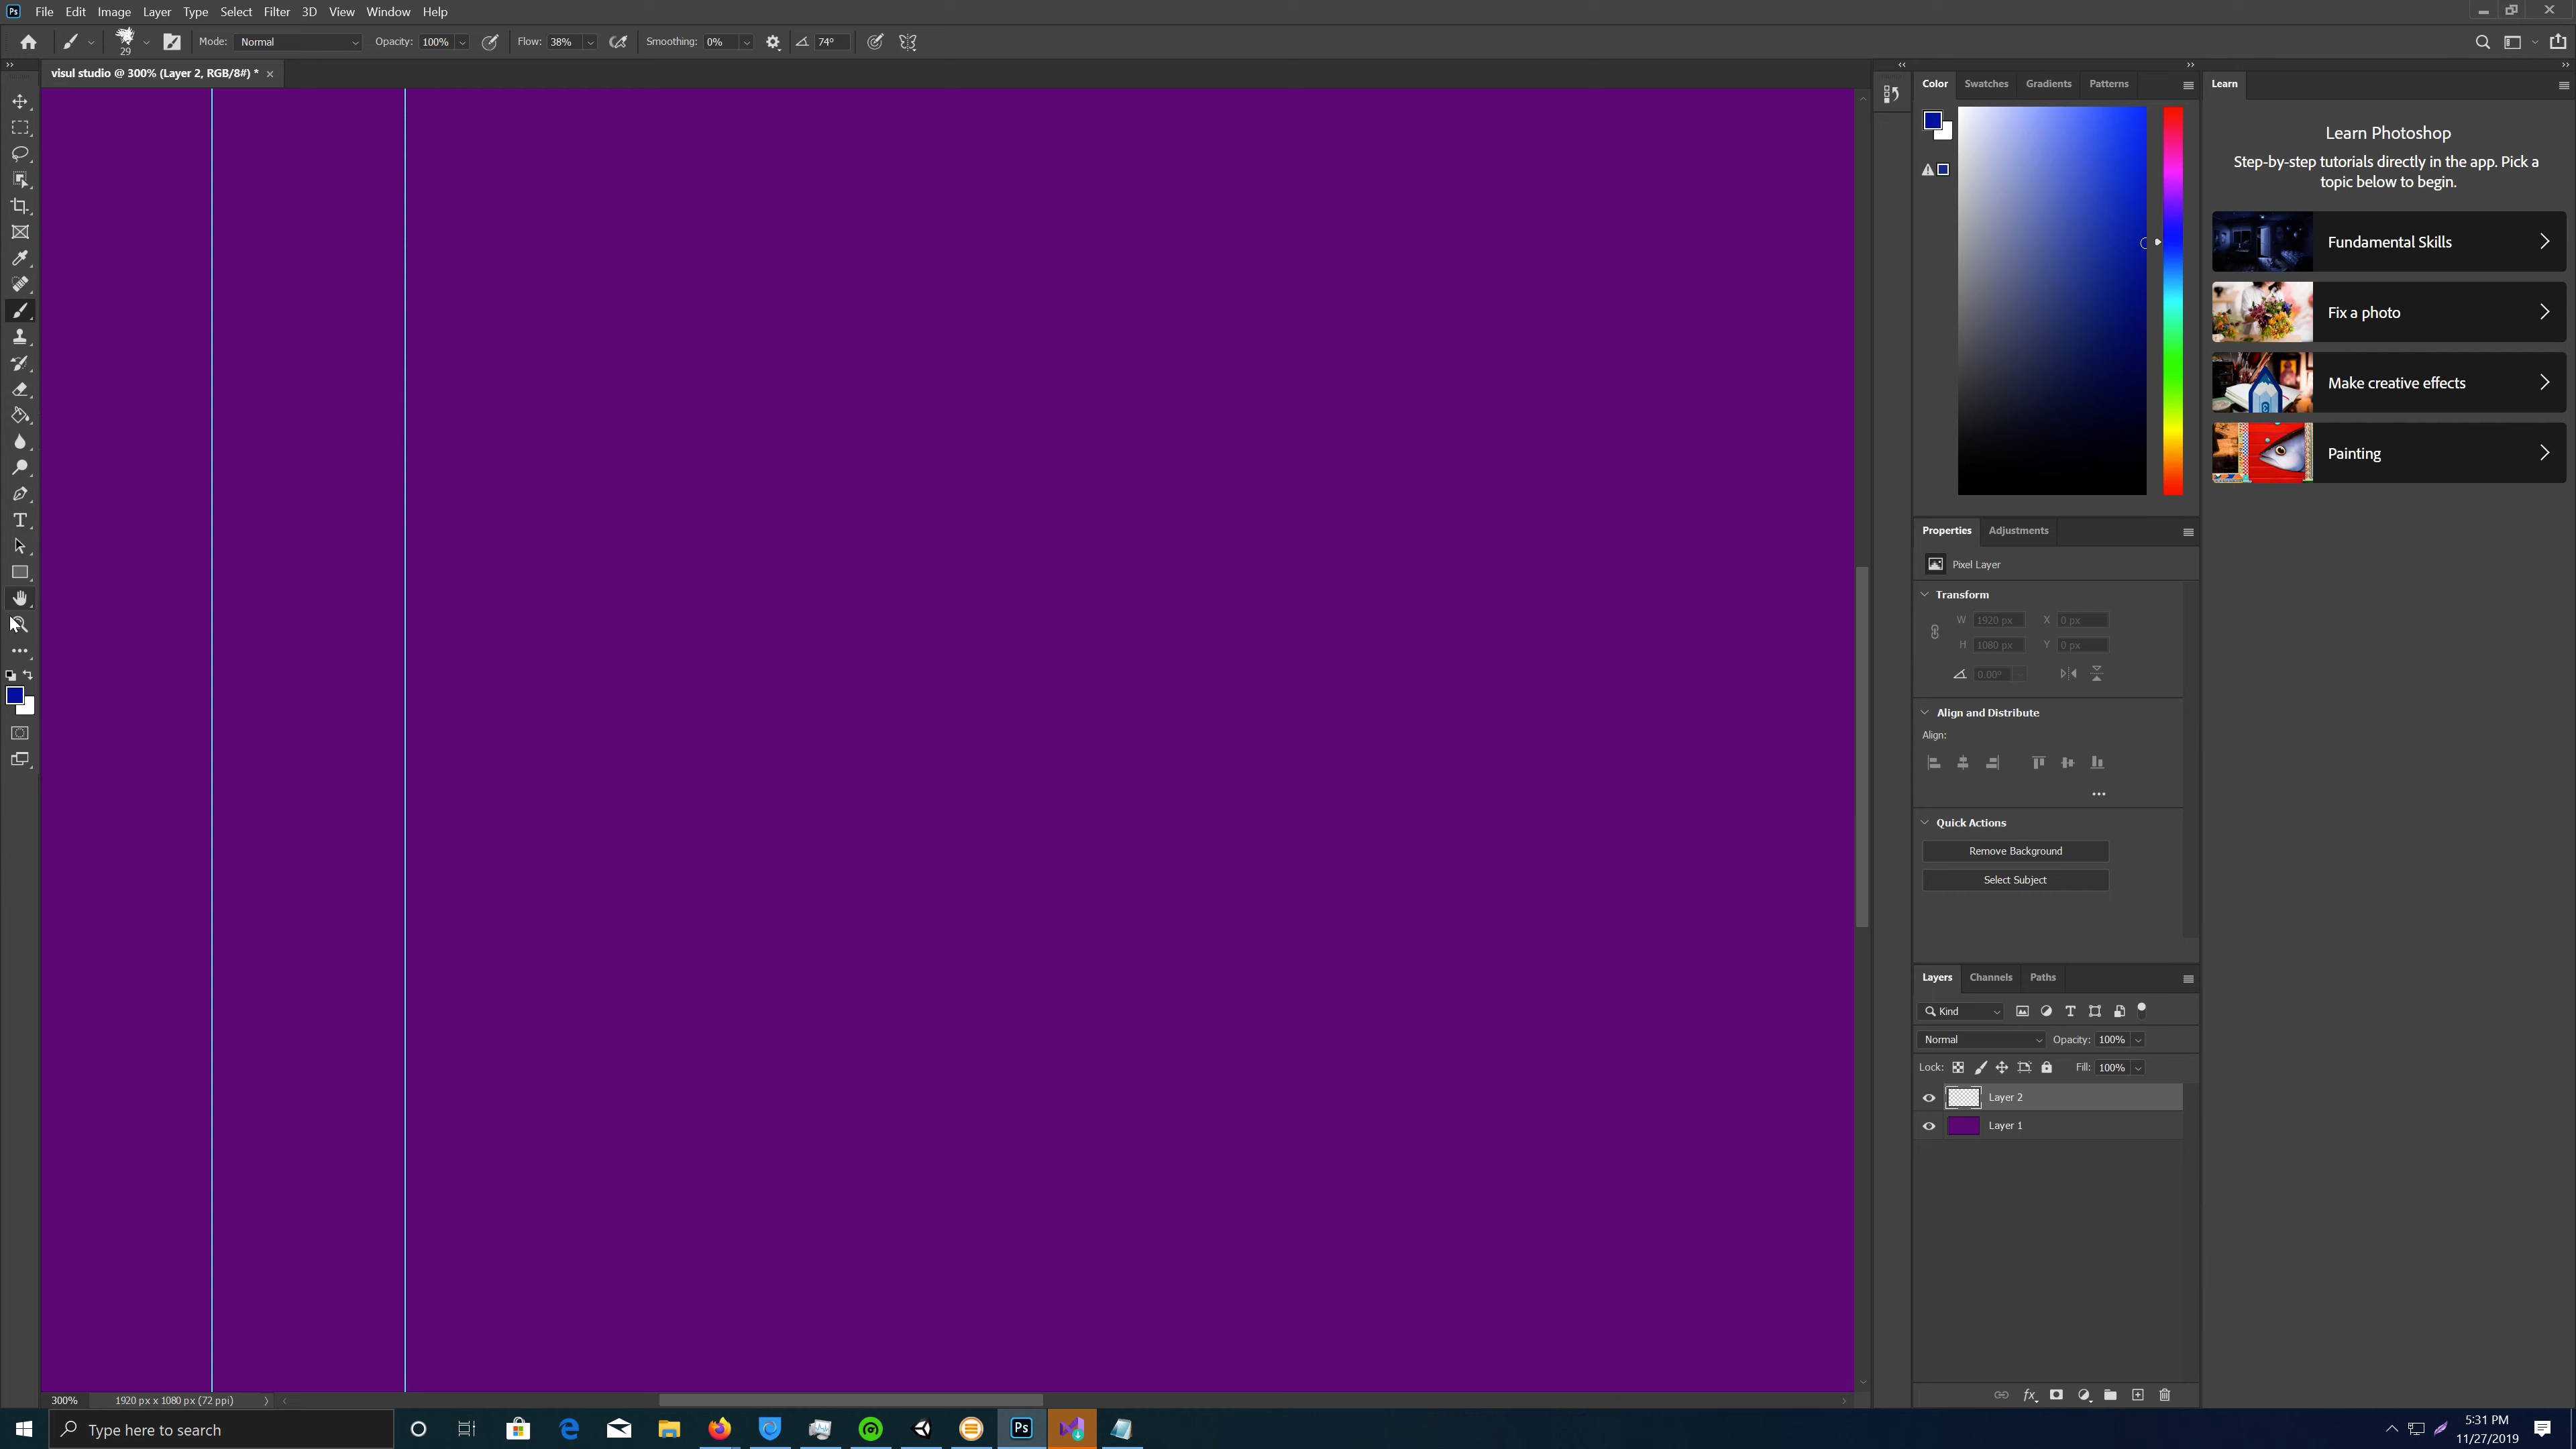 Ps File Edit Image Layer Type Select Filter 3D View Window Help
29 Mode: Normal Opacity: 100% Flow: 38% Smoothing: 0% 74°
visul studio @ 300% (Layer 2, RGB/8#) *
Color Swatches Gradients Patterns
Learn
Learn Photoshop
Step-by-step tutorials directly in the app. Pick a
topic below to begin.
Fundamental Skills
Fix a photo
Make creative effects
Painting
Properties Adjustments
Pixel Layer
Transform
W 1920 px X 0 px
H 1080 px Y 0 px
0.00°
Align and Distribute
Align:
Quick Actions
Remove Background
Select Subject
Layers Channels Paths
Kind
Normal Opacity: 100%
Lock: Fill: 100%
Layer 2
Layer 1
fx
300% 1920 px x 1080 px (72 ppi)
Type here to search
Ps
5:31 PM
11/27/2019